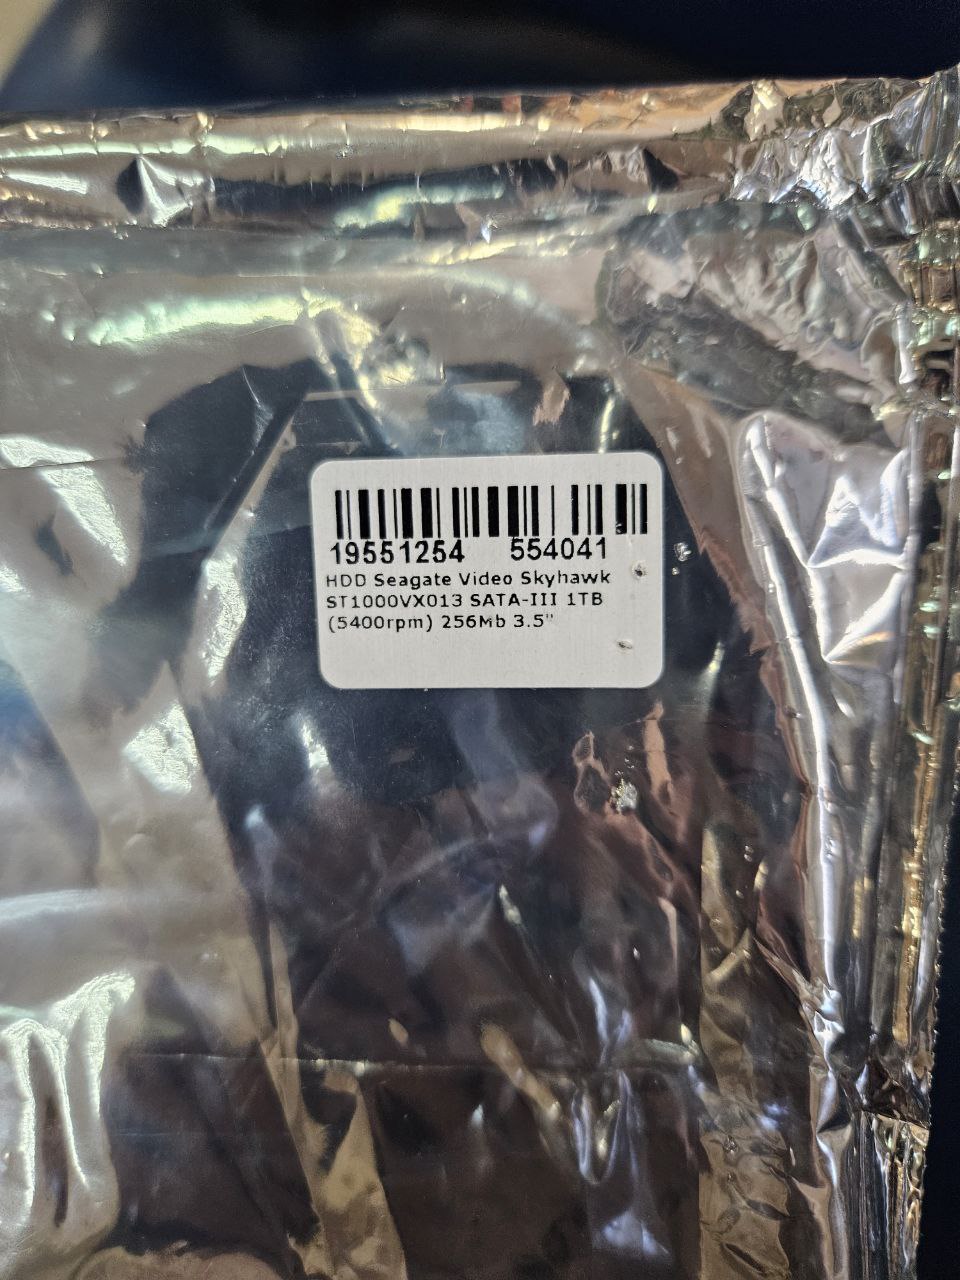 19551254 554041
HDD Seagate Video Skyhawk
ST1000VX013 SATA-III 1TB
(5400rpm) 256Mb 3.5"